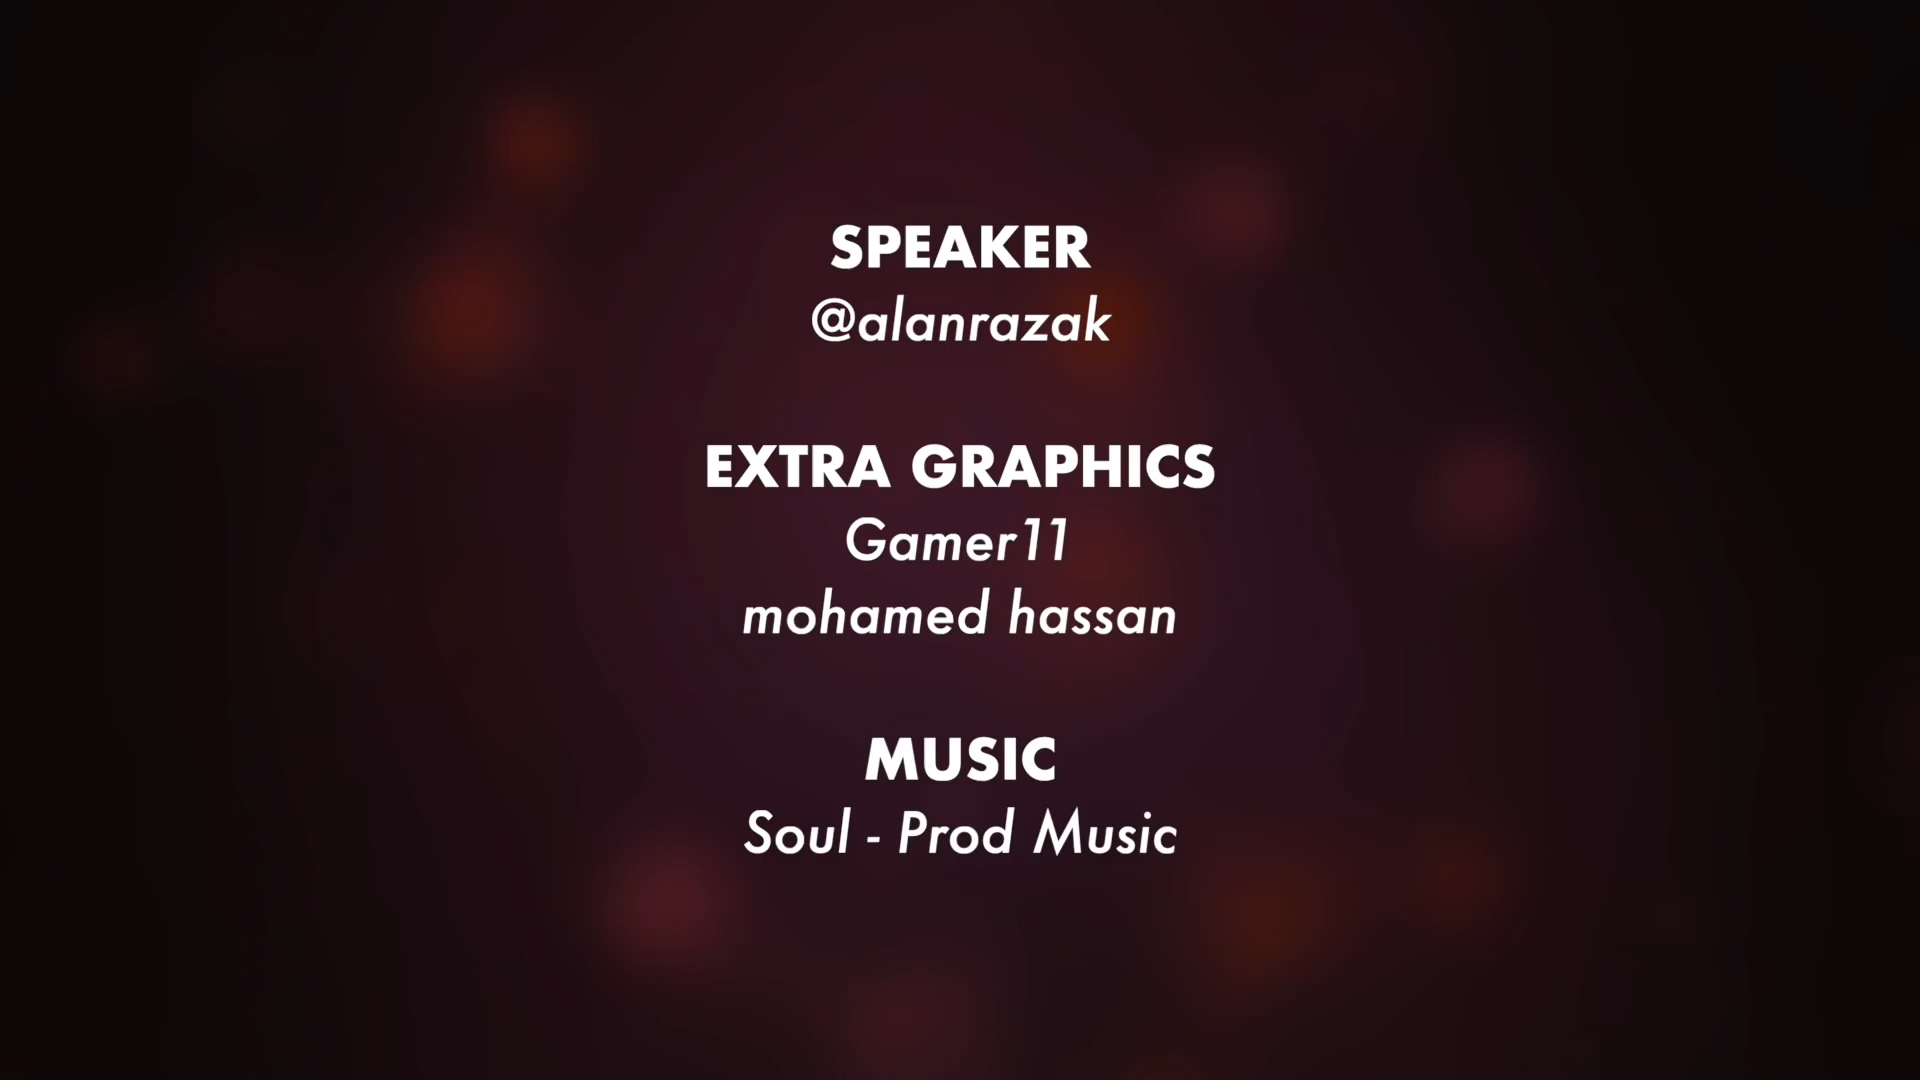 SPEAKER
@alanrazak
EXTRA GRAPHICS
Gamer11
mohamed hassan
MUSIC
Soul - Prod Music